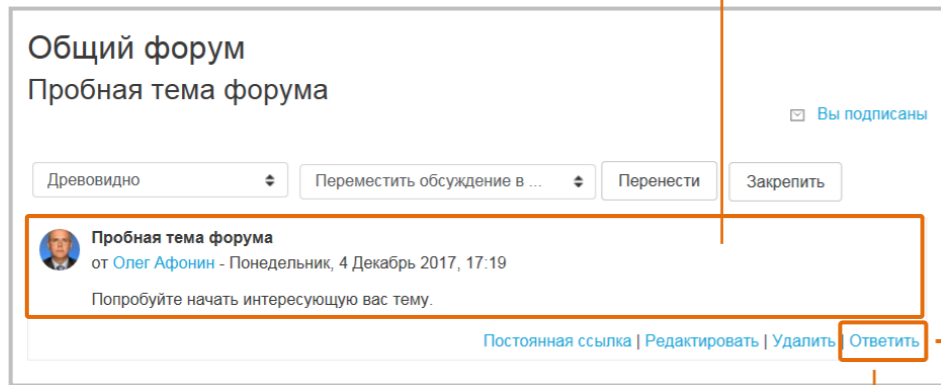 Общий форум
Пробная тема форума
Вы подписаны
Древовидно Переместить обсуждение в ... Перенести Закрепить
Пробная тема форума
от Олег Афонин - Понедельник, 4 Декабрь 2017, 17:19
Попробуйте начать интересующую вас тему.
Постоянная ссылка | Редактировать | Удалить | Ответить